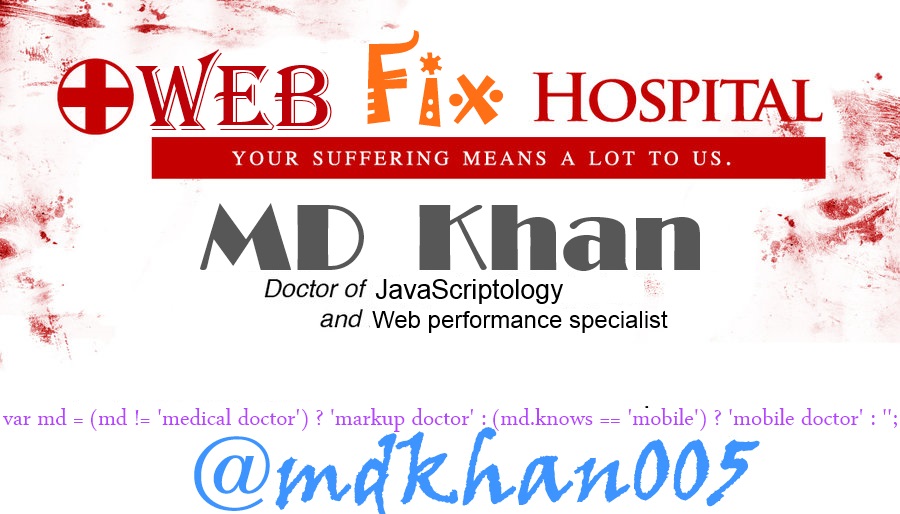 WEB Fix HOSPITAL
YOUR SUFFERING MEANS A LOT TO US.
MD Khan
Doctor of JavaScriptology
and Web performance specialist
var md = (md != 'medical doctor') ? 'markup doctor' : (md.knows == 'mobile') ? 'mobile doctor' : '';
@mdkhan005